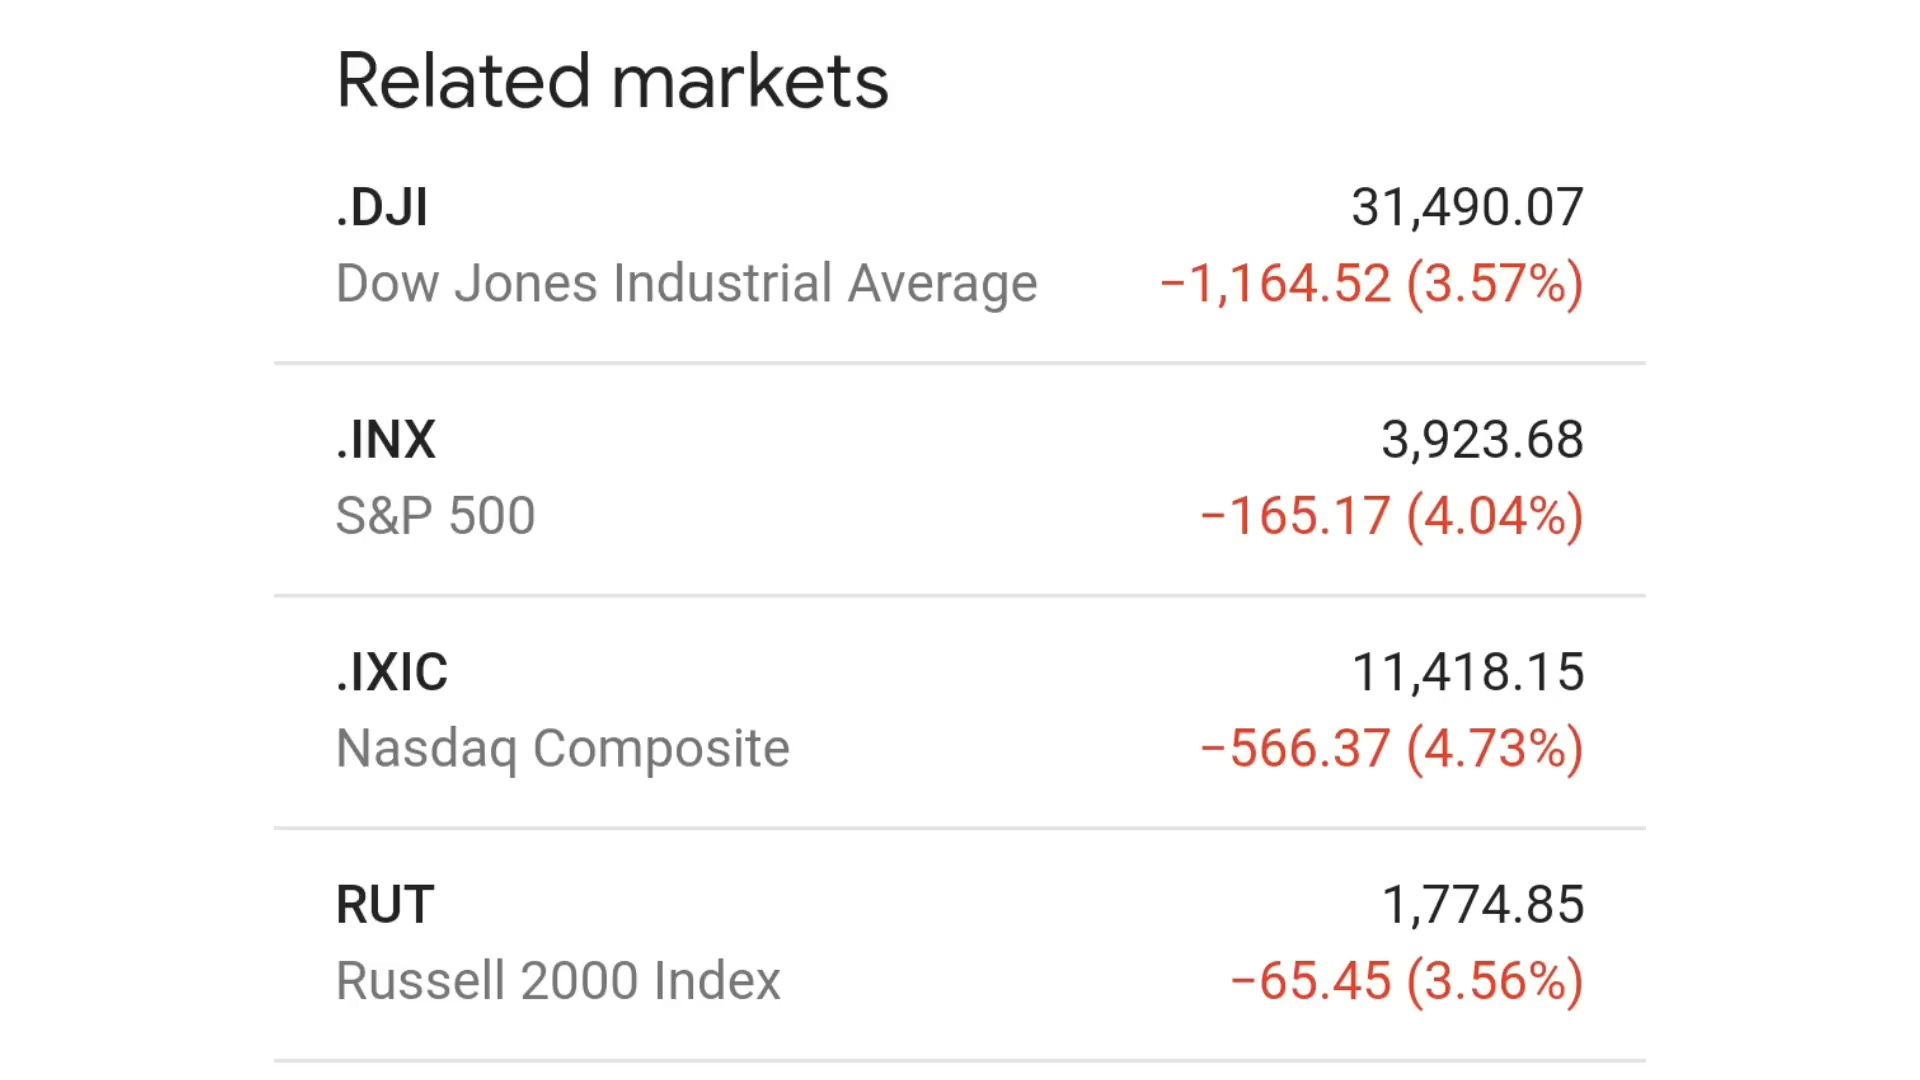 Related markets
.DJI 31,490.07
Dow Jones Industrial Average −1,164.52 (3.57%)
.INX 3,923.68
S&P 500 −165.17 (4.04%)
.IXIC 11,418.15
Nasdaq Composite −566.37 (4.73%)
RUT 1,774.85
Russell 2000 Index −65.45 (3.56%)